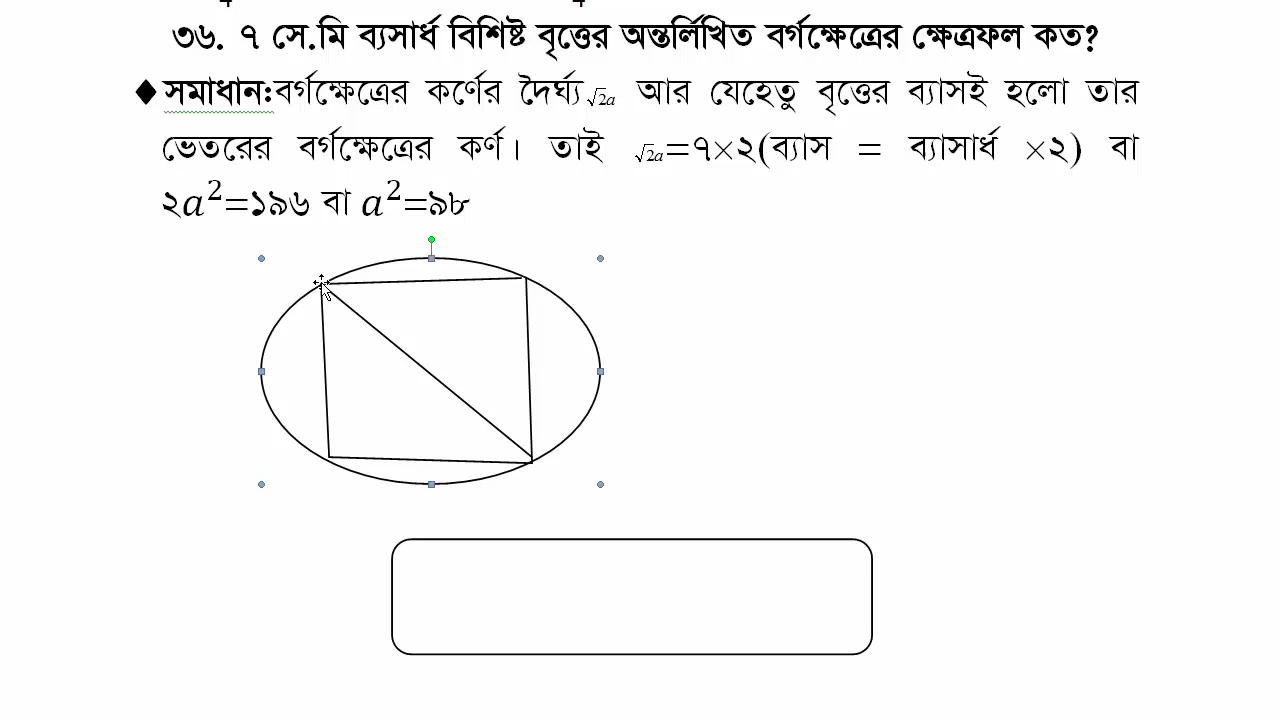 ৩৬. ৭ সে.মি ব্যসার্ধ বিশিষ্ট বৃত্তের অন্তর্লিখিত বর্গক্ষেত্রের ক্ষেত্রফল কত?
◆ সমাধান:বর্গক্ষেত্রের কর্ণের দৈর্ঘ্য √2a আর যেহেতু বৃত্তের ব্যাসই হলো তার
ভেতরের বর্গক্ষেত্রের কর্ণ। তাই √2a=৭×২(ব্যাস = ব্যাসার্ধ ×২) বা
২a²=১৯৬ বা a²=৯৮